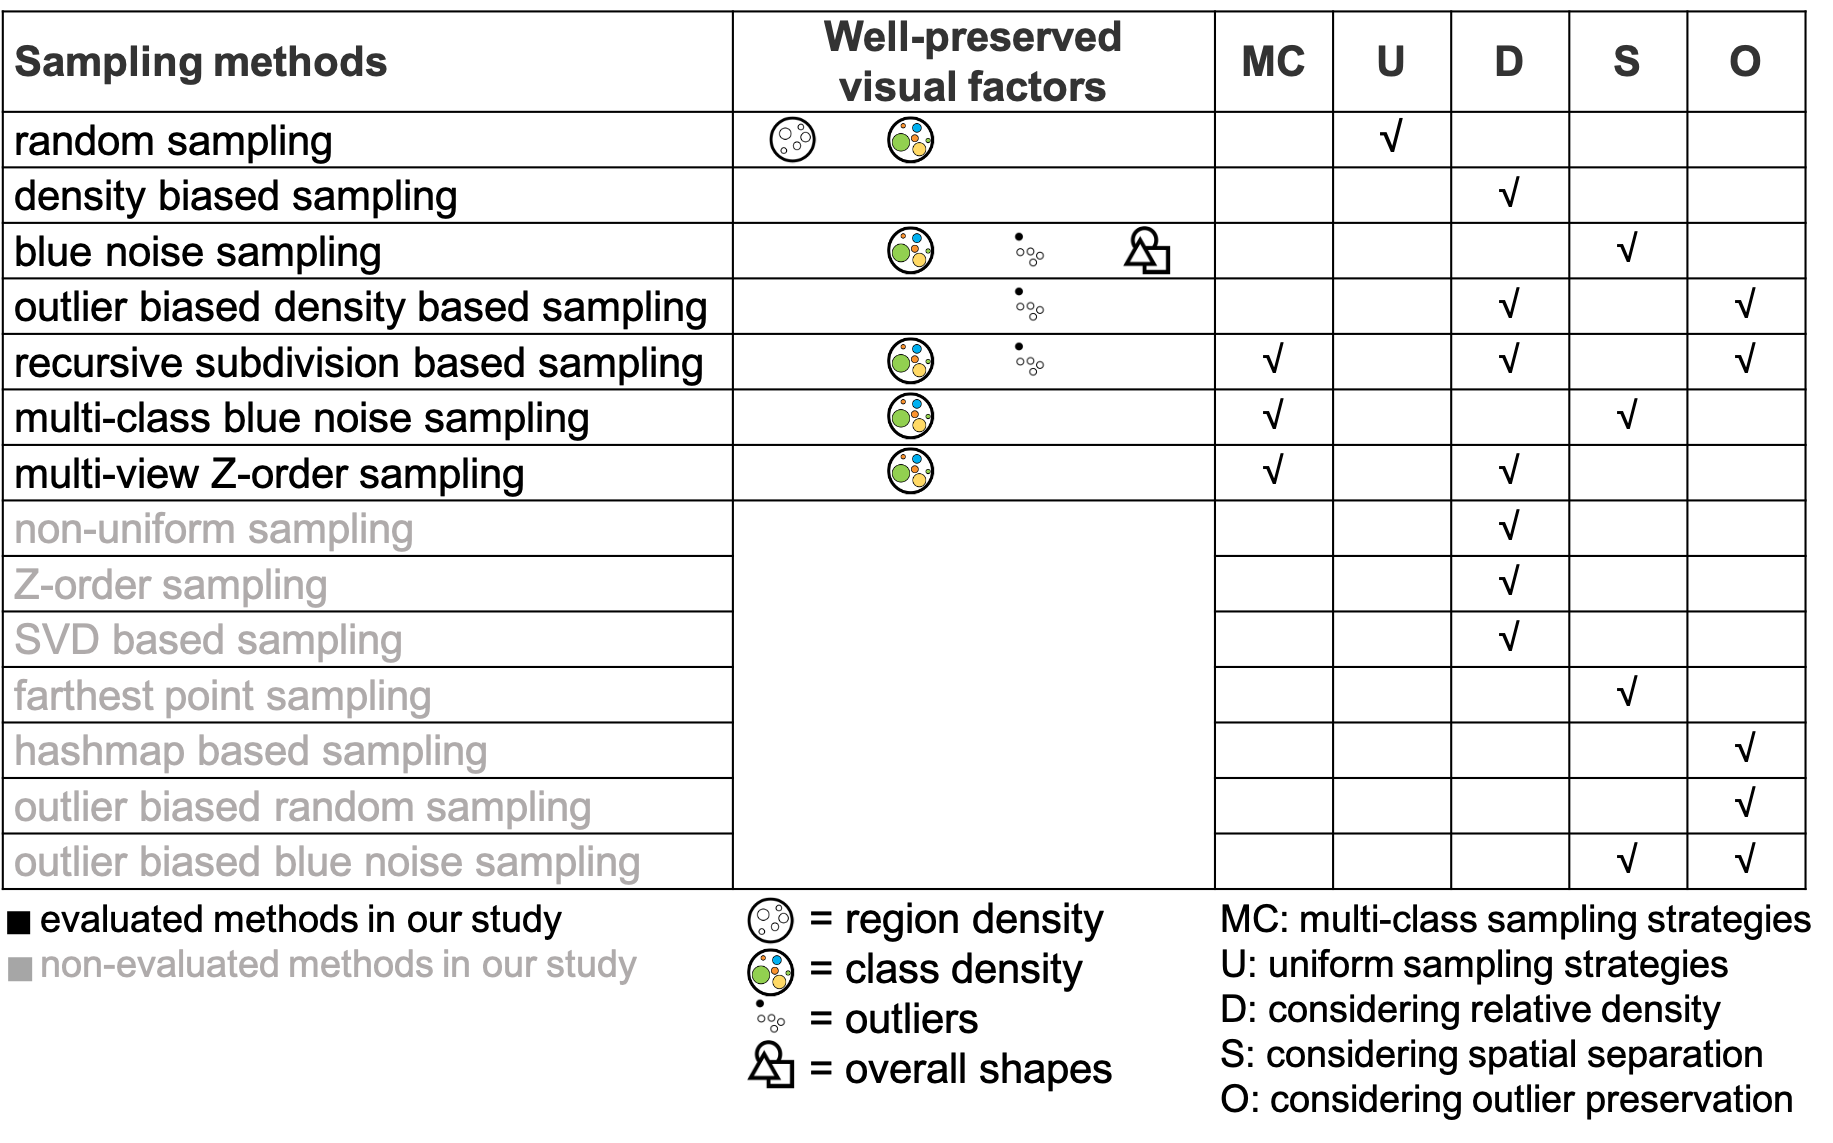 Sampling methods Well-preserved visual factors MC U D S O
random sampling √
density biased sampling √
blue noise sampling √
outlier biased density based sampling √ √
recursive subdivision based sampling √ √ √
multi-class blue noise sampling √ √
multi-view Z-order sampling √ √
non-uniform sampling √
Z-order sampling √
SVD based sampling √
farthest point sampling √
hashmap based sampling √
outlier biased random sampling √
outlier biased blue noise sampling √ √
evaluated methods in our study
non-evaluated methods in our study
= region density
= class density
= outliers
= overall shapes
MC: multi-class sampling strategies
U: uniform sampling strategies
D: considering relative density
S: considering spatial separation
O: considering outlier preservation